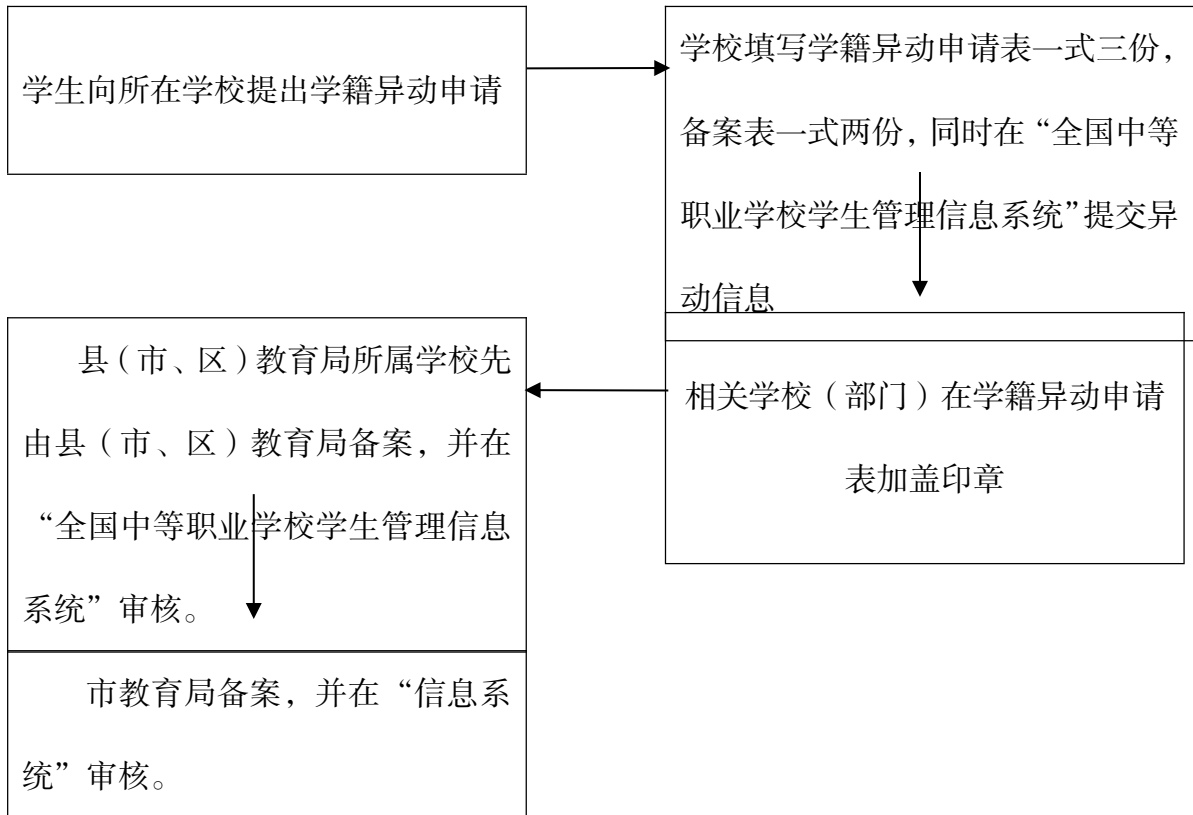 学生向所在学校提出学籍异动申请
学校填写学籍异动申请表一式三份，
备案表一式两份，同时在“全国中等
职业学校学生管理信息系统”提交异
动信息
相关学校（部门）在学籍异动申请
表加盖印章
县（市、区）教育局所属学校先
由县（市、区）教育局备案，并在
“全国中等职业学校学生管理信息
系统”审核。
市教育局备案，并在“信息系
统”审核。